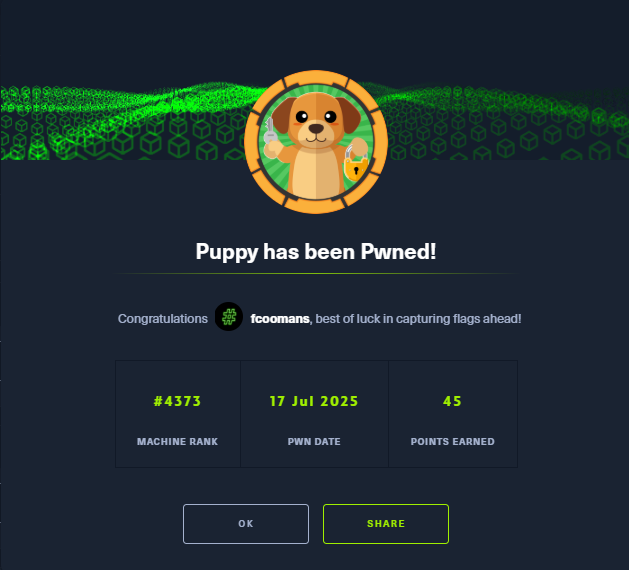 Puppy has been Pwned!
Congratulations fcoomans, best of luck in capturing flags ahead!
#4373 17 Jul 2025 45
MACHINE RANK PWN DATE POINTS EARNED
OK SHARE